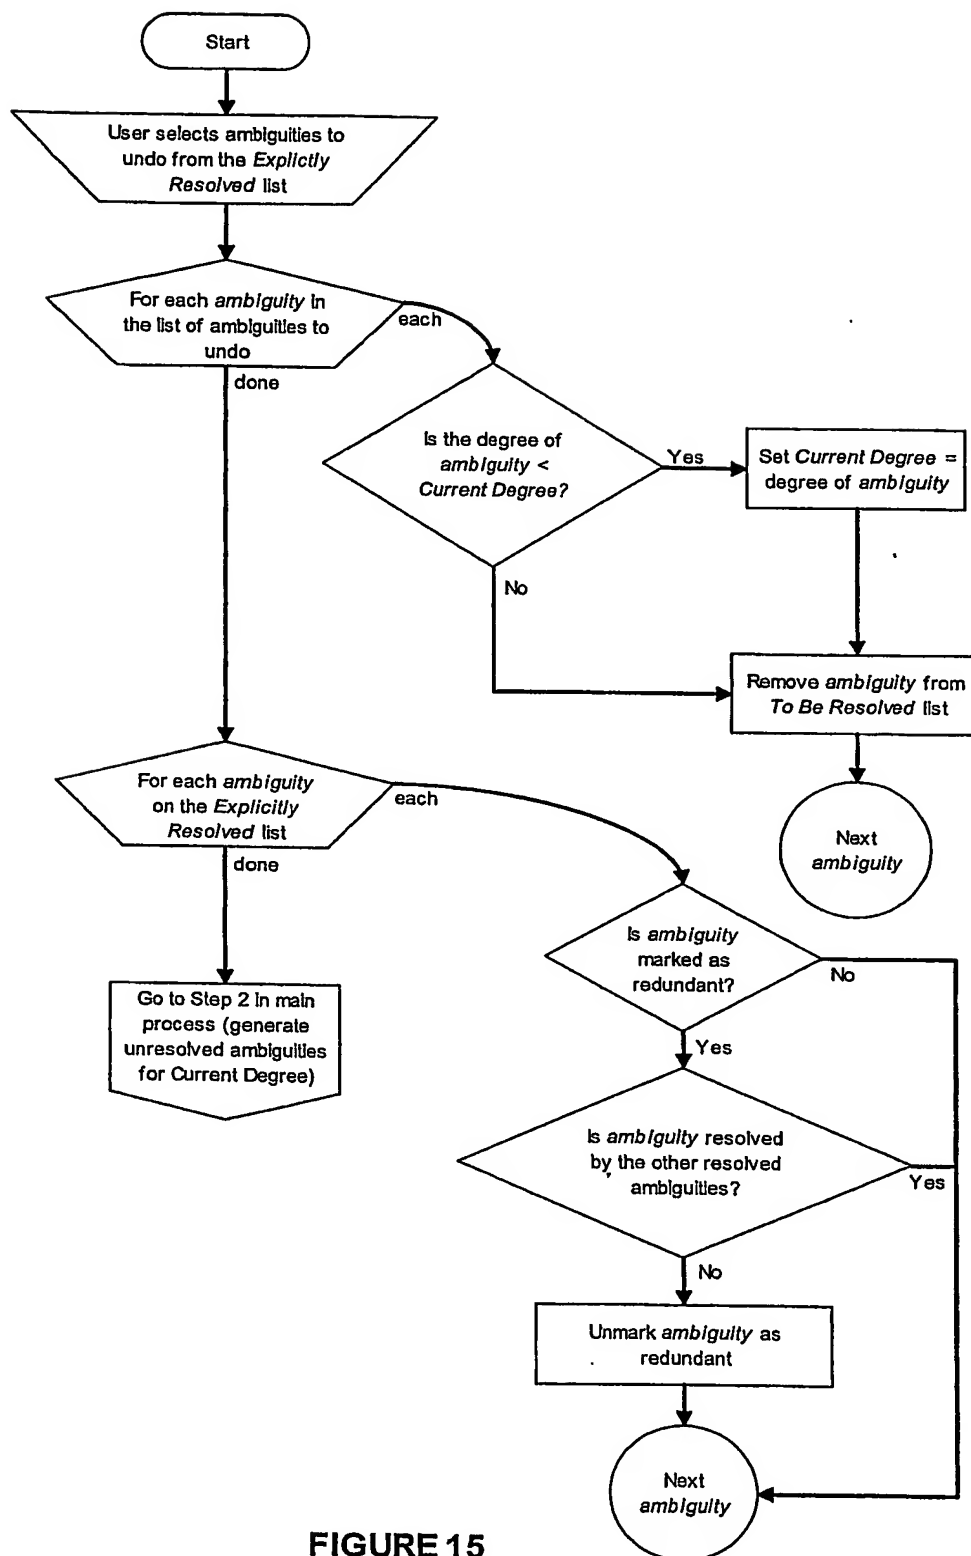 Start
User selects ambiguities to
undo from the Explictly
Resolved list
For each ambiguity in
the list of ambiguities to
undo
each
done
Is the degree of
ambiguity <
Current Degree?
Yes
Set Current Degree =
degree of ambiguity
No
Remove ambiguity from
To Be Resolved list
Next
ambiguity
For each ambiguity
on the Explicitly
Resolved list
each
done
Go to Step 2 in main
process (generate
unresolved ambiguities
for Current Degree)
Is ambiguity
marked as
redundant?
No
Yes
Is ambiguity resolved
by the other resolved
ambiguities?
Yes
No
Unmark ambiguity as
redundant
Next
ambiguity
FIGURE 15